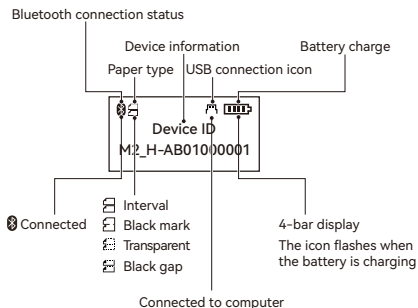 Bluetooth connection status
Device information
Battery charge
Paper type
USB connection icon
Device ID
M2_H-AB01000001
Connected
Interval
Black mark
Transparent
Black gap
4-bar display
The icon flashes when
the battery is charging
Connected to computer